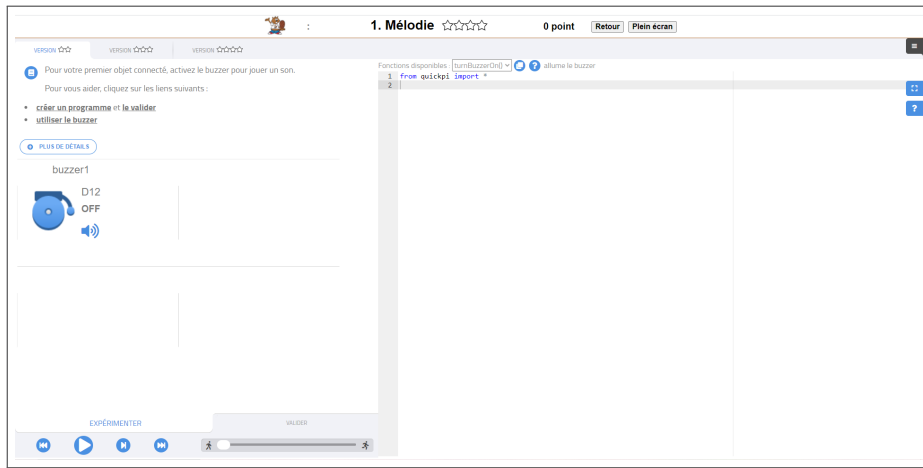 :
1. Mélodie
0 point
Retour
Plein écran
VERSION
VERSION
VERSION
Pour votre premier objet connecté, activez le buzzer pour jouer un son.
Pour vous aider, cliquez sur les liens suivants :
créer un programme et le valider
utiliser le buzzer
PLUS DE DÉTAILS
buzzer1
D12
OFF
EXPÉRIMENTER
VALIDER
Fonctions disponibles turnBuzzerOn() ? allume le buzzer
1 from quickpi import *
2
?